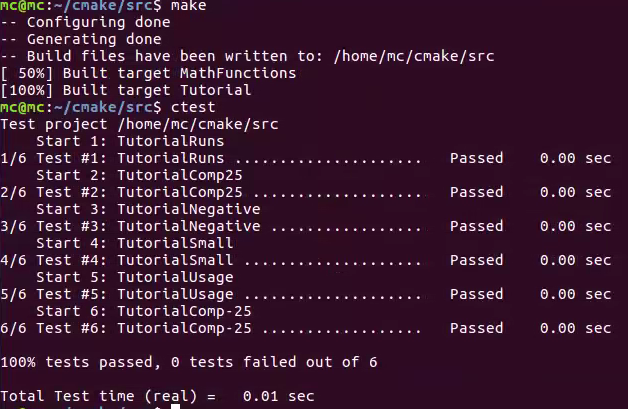 mc@mc:~/cmake/src$ make
-- Configuring done
-- Generating done
-- Build files have been written to: /home/mc/cmake/src
[ 50%] Built target MathFunctions
[100%] Built target Tutorial
mc@mc:~/cmake/src$ ctest
Test project /home/mc/cmake/src
    Start 1: TutorialRuns
1/6 Test #1: TutorialRuns .....................   Passed    0.00 sec
    Start 2: TutorialComp25
2/6 Test #2: TutorialComp25 ...................   Passed    0.00 sec
    Start 3: TutorialNegative
3/6 Test #3: TutorialNegative .................   Passed    0.00 sec
    Start 4: TutorialSmall
4/6 Test #4: TutorialSmall ....................   Passed    0.00 sec
    Start 5: TutorialUsage
5/6 Test #5: TutorialUsage ....................   Passed    0.00 sec
    Start 6: TutorialComp-25
6/6 Test #6: TutorialComp-25 ..................   Passed    0.00 sec

100% tests passed, 0 tests failed out of 6

Total Test time (real) =   0.01 sec
mc@mc:~/cmake/src$